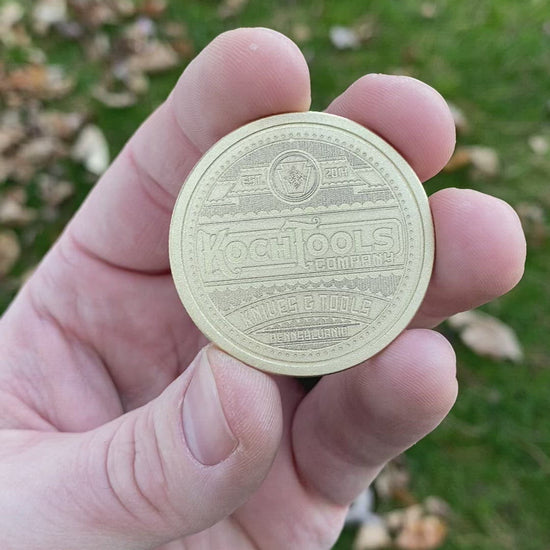 EST. 2011
KOCH TOOLS
COMPANY
KNIVES & TOOLS
PENNSYLVANIA